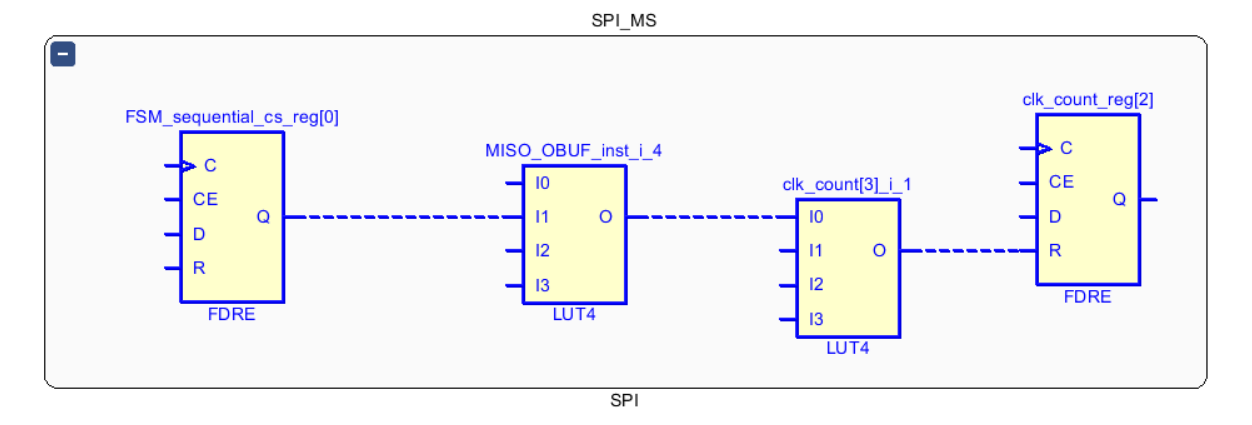 SPI_MS
FSM_sequential_cs_reg[0]
C
CE
D
R
Q
FDRE
MISO_OBUF_inst_i_4
I0
I1
I2
I3
O
LUT4
clk_count[3]_i_1
I0
I1
I2
I3
O
LUT4
clk_count_reg[2]
C
CE
D
R
Q
FDRE
SPI